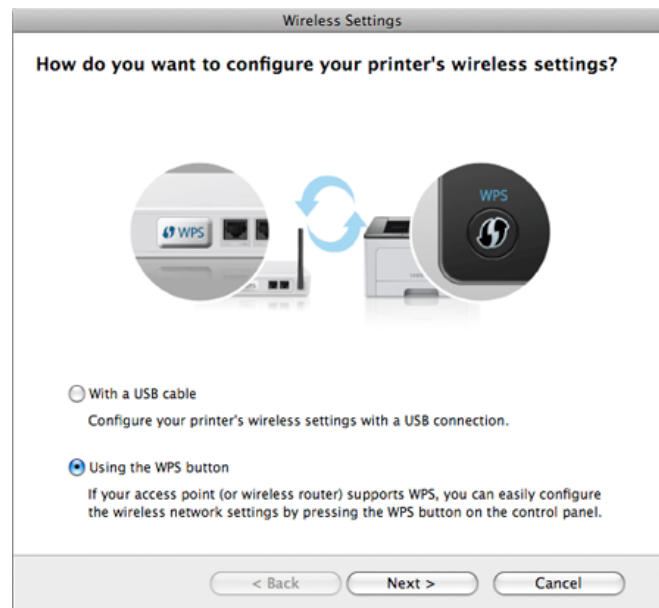 Wireless Settings
How do you want to configure your printer's wireless settings?
WPS
WPS
With a USB cable
Configure your printer's wireless settings with a USB connection.
Using the WPS button
If your access point (or wireless router) supports WPS, you can easily configure
the wireless network settings by pressing the WPS button on the control panel.
< Back
Next >
Cancel